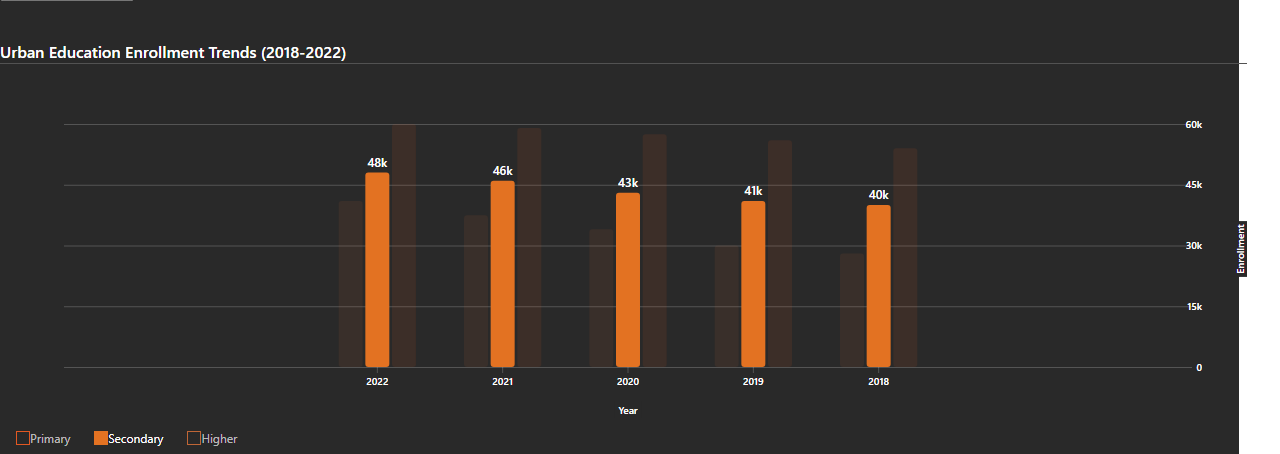 Urban Education Enrollment Trends (2018-2022)
60k
48k
46k
43k
41k
40k
45k
30k
Enrollment
15k
0
2022 2021 2020 2019 2018
Year
Primary Secondary Higher